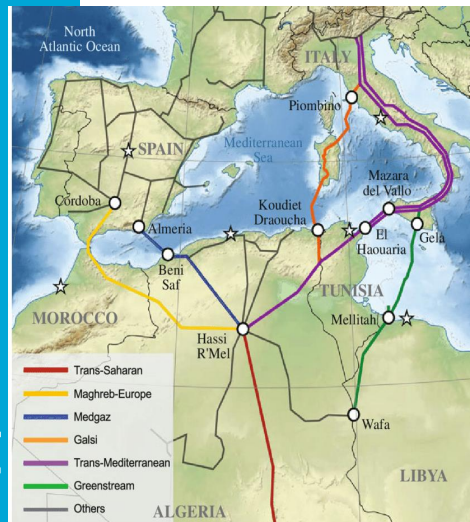 North
Atlantic Ocean
ITALY
Piombino
SPAIN
Mediterranean
Sea
Mazara
del Vallo
Cordoba
Koudiet
Draoucha
Almeria
El
Haouaria
Gela
Beni
Saf
TUNISIA
MOROCCO
Mellitah
Hassi
R'Mel
Trans-Saharan
Maghreb-Europe
Medgaz
Galsi
Wafa
Trans-Mediterranean
Greenstream
LIBYA
Others
ALGERIA